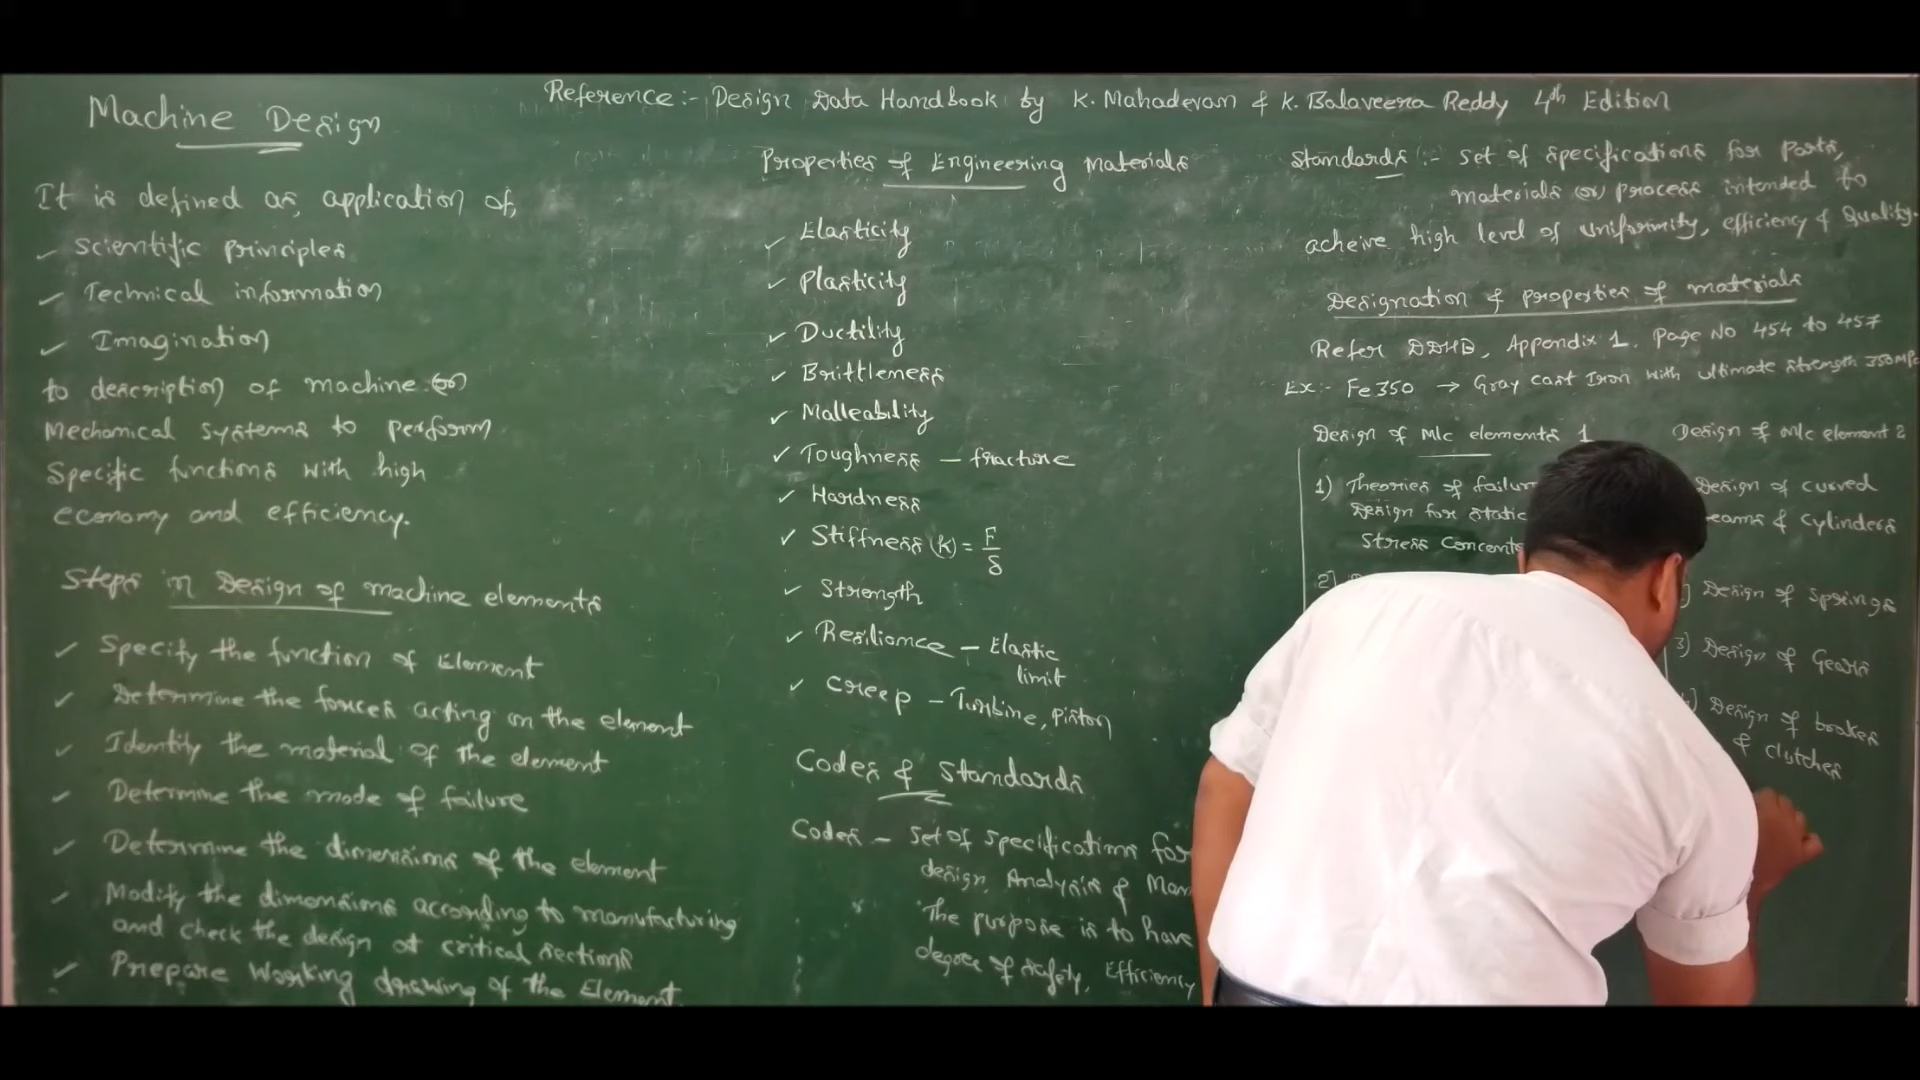 Machine Design
Reference:- Design Data Handbook by K. Mahadevan & K. Balaveera Reddy 4th Edition
It is defined as, application of,
✓ Scientific principles
✓ Technical information
✓ Imagination
to description of machine (or)
Mechanical Systems to perform
Specific functions with high
economy and efficiency.
Steps in Design of machine elements
✓ Specify the function of Element
✓ Determine the forces acting on the element
✓ Identify the material of the element
✓ Determine the mode of failure
✓ Determine the dimensions of the element
✓ Modify the dimensions according to manufacturing
and check the design at critical sections
✓ Prepare Working drawing of the Element
Properties of Engineering Materials
✓ Elasticity
✓ Plasticity
✓ Ductility
✓ Brittleness
✓ Malleability
✓ Toughness - fracture
✓ Hardness
✓ Stiffness (K) = F/δ
✓ Strength
✓ Resilience - Elastic
limit
✓ Creep - Turbine, Piston
Codes & Standards
Codes - Set of specifications for
design, Analysis &
The purpose is to have
degree of safety, Efficiency
Standards :- Set of specifications for Parts,
materials (or) process intended to
acheive high level of uniformity, efficiency & Quality.
Designation & properties of materials
Refer DDHB, Appendix 1. Page No 454 to 457
Ex:- Fe350 → Gray Cast Iron with ultimate strength 350MPa
Design of M/c elements 1
1) Theories of
Design for static
Stress
2)
Design of M/c element 2
Design of curved
& cylinders
Design of springs
3) Design of Gears
Design of brakes
& clutches